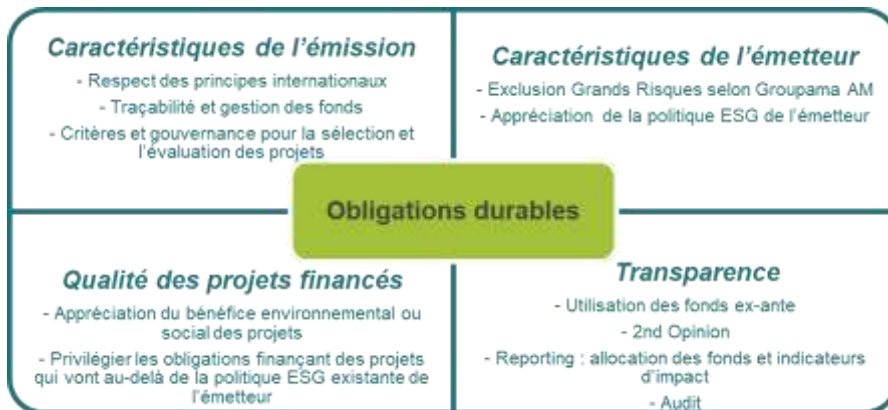 Caractéristiques de l'émission
- Respect des principes internationaux
- Traçabilité et gestion des fonds
- Critères et gouvernance pour la sélection et
l'évaluation des projets
Caractéristiques de l'émetteur
- Exclusion Grands Risques selon Groupama AM
- Appréciation de la politique ESG de l'émetteur
Obligations durables
Qualité des projets financés
- Appréciation du bénéfice environnemental ou
social des projets
- Privilégier les obligations finançant des projets
qui vont au-delà de la politique ESG existante de
l'émetteur
Transparence
- Utilisation des fonds ex-ante
- 2nd Opinion
- Reporting : allocation des fonds et indicateurs
d'impact
- Audit